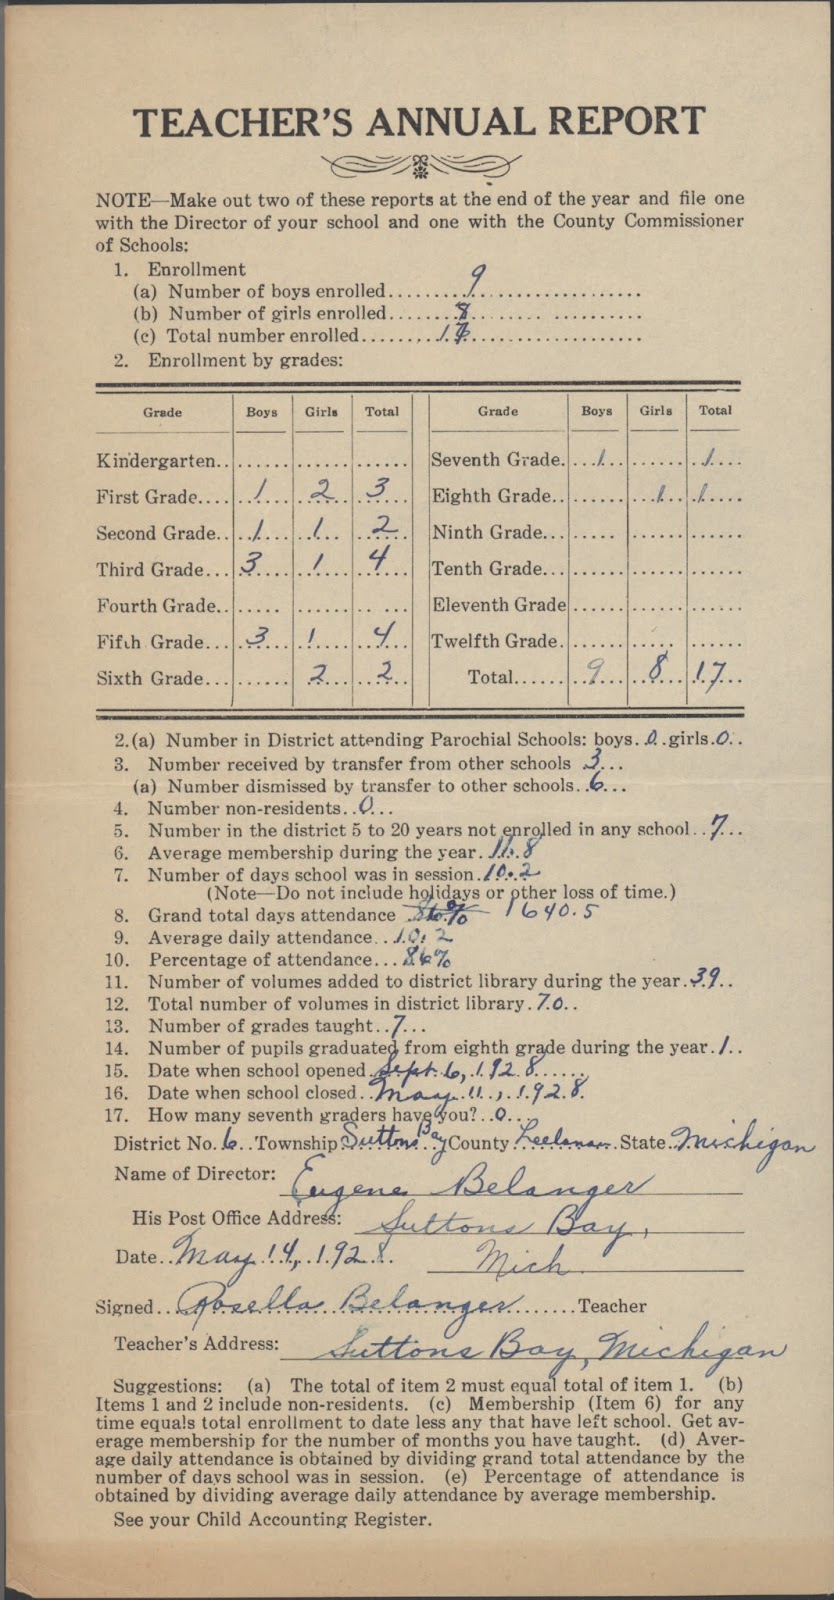 TEACHER'S ANNUAL REPORT
NOTE—Make out two of these reports at the end of the year and file one
with the Director of your school and one with the County Commissioner
of Schools:
1. Enrollment
(a) Number of boys enrolled 9
(b) Number of girls enrolled 8
(c) Total number enrolled 17
2. Enrollment by grades:
Grade Boys Girls Total Grade Boys Girls Total
Kindergarten Seventh Grade 1 1
First Grade 1 2 3 Eighth Grade 1 1
Second Grade 1 1 2 Ninth Grade
Third Grade 3 1 4 Tenth Grade
Fourth Grade Eleventh Grade
Fifth Grade 3 1 4 Twelfth Grade
Sixth Grade 2 2 Total 9 8 17
2.(a) Number in District attending Parochial Schools: boys 0 girls 0
3. Number received by transfer from other schools 3
(a) Number dismissed by transfer to other schools 6
4. Number non-residents 0
5. Number in the district 5 to 20 years not enrolled in any school 7
6. Average membership during the year 11.8
7. Number of days school was in session 10.2
(Note—Do not include holidays or other loss of time.)
8. Grand total days attendance 86% 1640.5
9. Average daily attendance 10.2
10. Percentage of attendance 86%
11. Number of volumes added to district library during the year 39
12. Total number of volumes in district library 70
13. Number of grades taught 7
14. Number of pupils graduated from eighth grade during the year 1
15. Date when school opened Sept. 6, 1928
16. Date when school closed May 11, 1928
17. How many seventh graders have you? 0
District No. 6 Township Suttons Bay County Leelanau State Michigan
Name of Director: Eugene Belanger
His Post Office Address: Suttons Bay,
Date May 14, 1928. Mich
Signed Rosella Belanger Teacher
Teacher's Address: Suttons Bay, Michigan
Suggestions: (a) The total of item 2 must equal total of item 1. (b)
Items 1 and 2 include non-residents. (c) Membership (Item 6) for any
time equals total enrollment to date less any that have left school. Get av-
erage membership for the number of months you have taught. (d) Aver-
age daily attendance is obtained by dividing grand total attendance by the
number of days school was in session. (e) Percentage of attendance is
obtained by dividing average daily attendance by average membership.
See your Child Accounting Register.